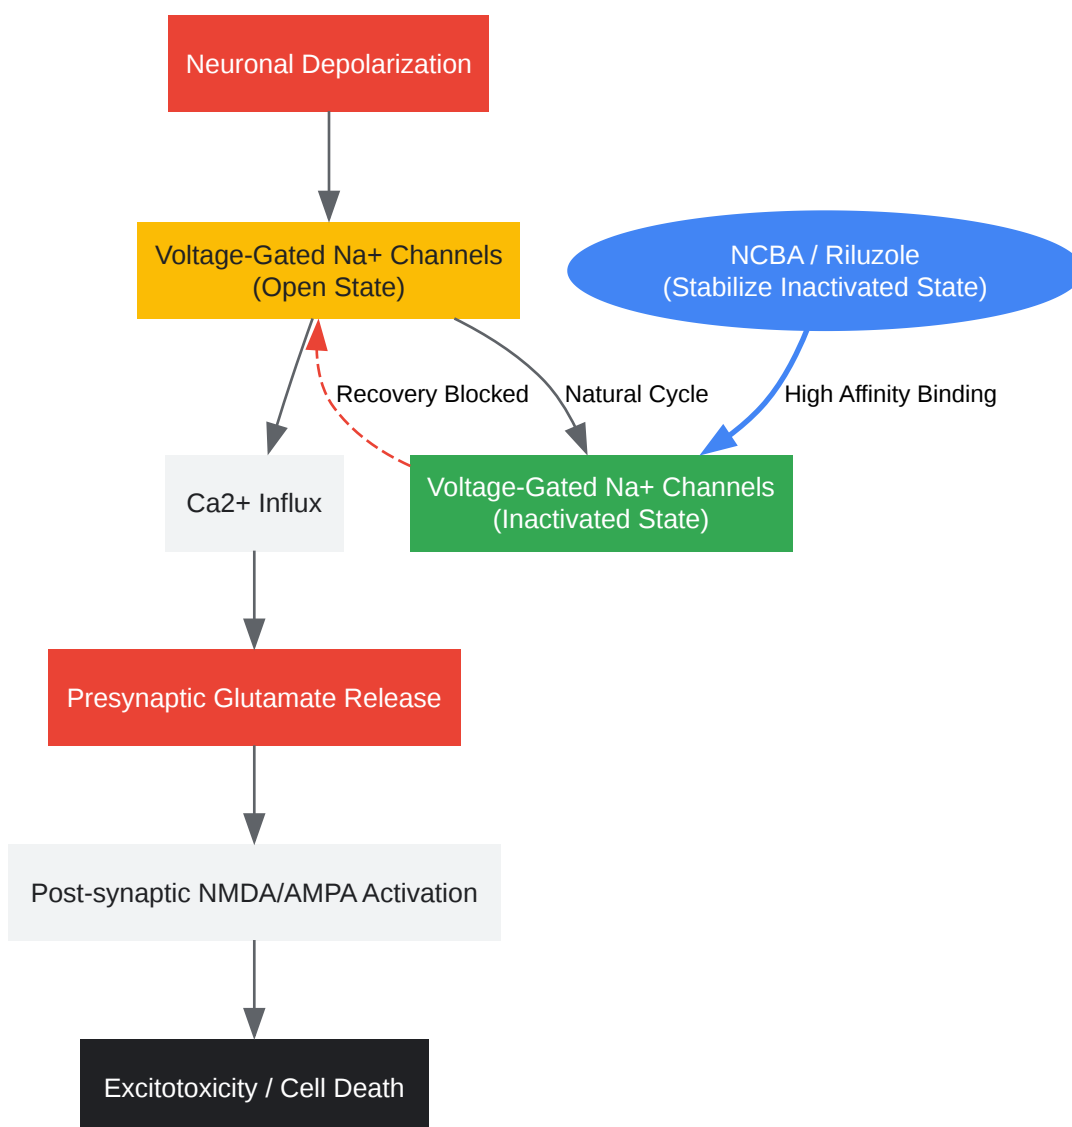 Neuronal Depolarization
Voltage-Gated Na+ Channels
(Open State)
NCBA / Riluzole
(Stabilize Inactivated State)
Recovery Blocked
Natural Cycle
High Affinity Binding
Ca2+ Influx
Voltage-Gated Na+ Channels
(Inactivated State)
Presynaptic Glutamate Release
Post-synaptic NMDA/AMPA Activation
Excitotoxicity / Cell Death